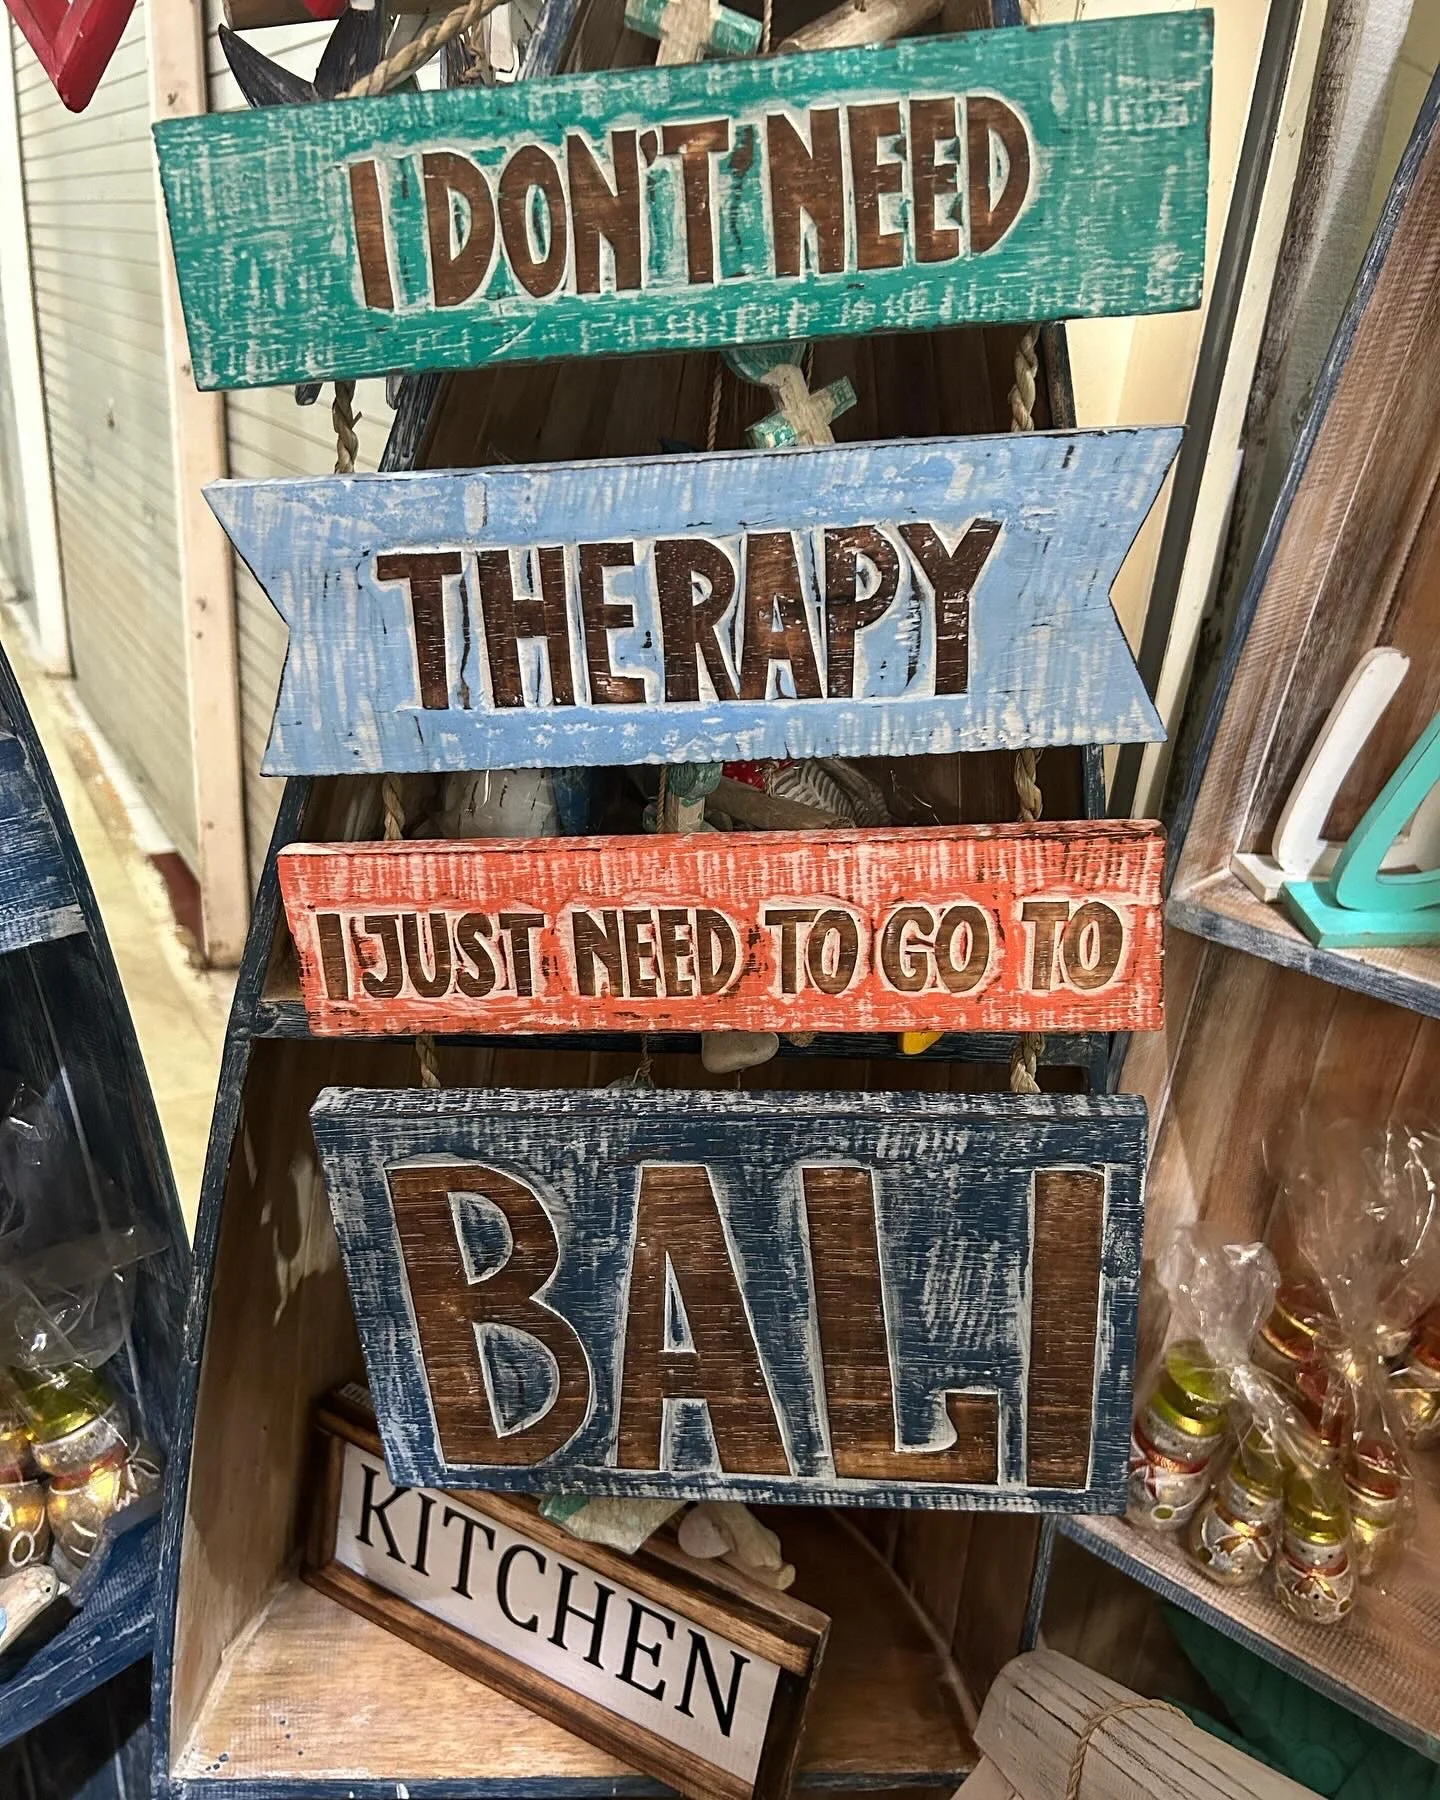 I DON'T NEED
THERAPY
I JUST NEED TO GO TO
BALI
KITCHEN